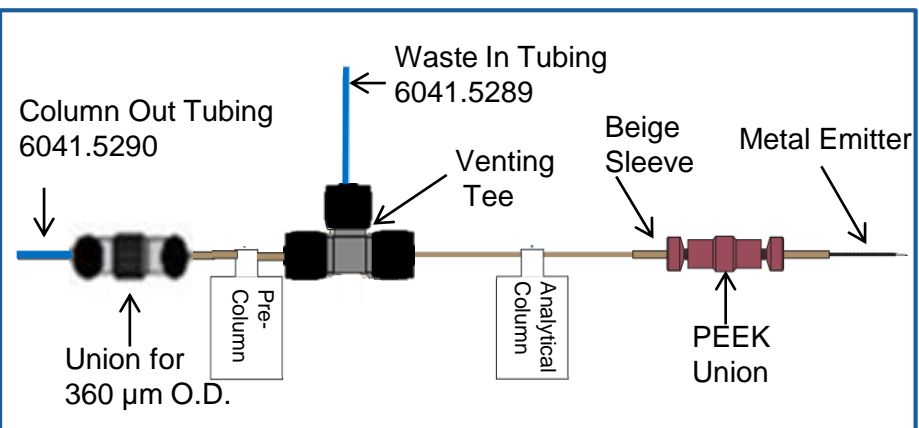 Waste In Tubing
6041.5289
Column Out Tubing
6041.5290
Beige
Sleeve
Metal Emitter
Venting
Tee
Pre-
Column
Analytical
Column
Union for
360 µm O.D.
PEEK
Union